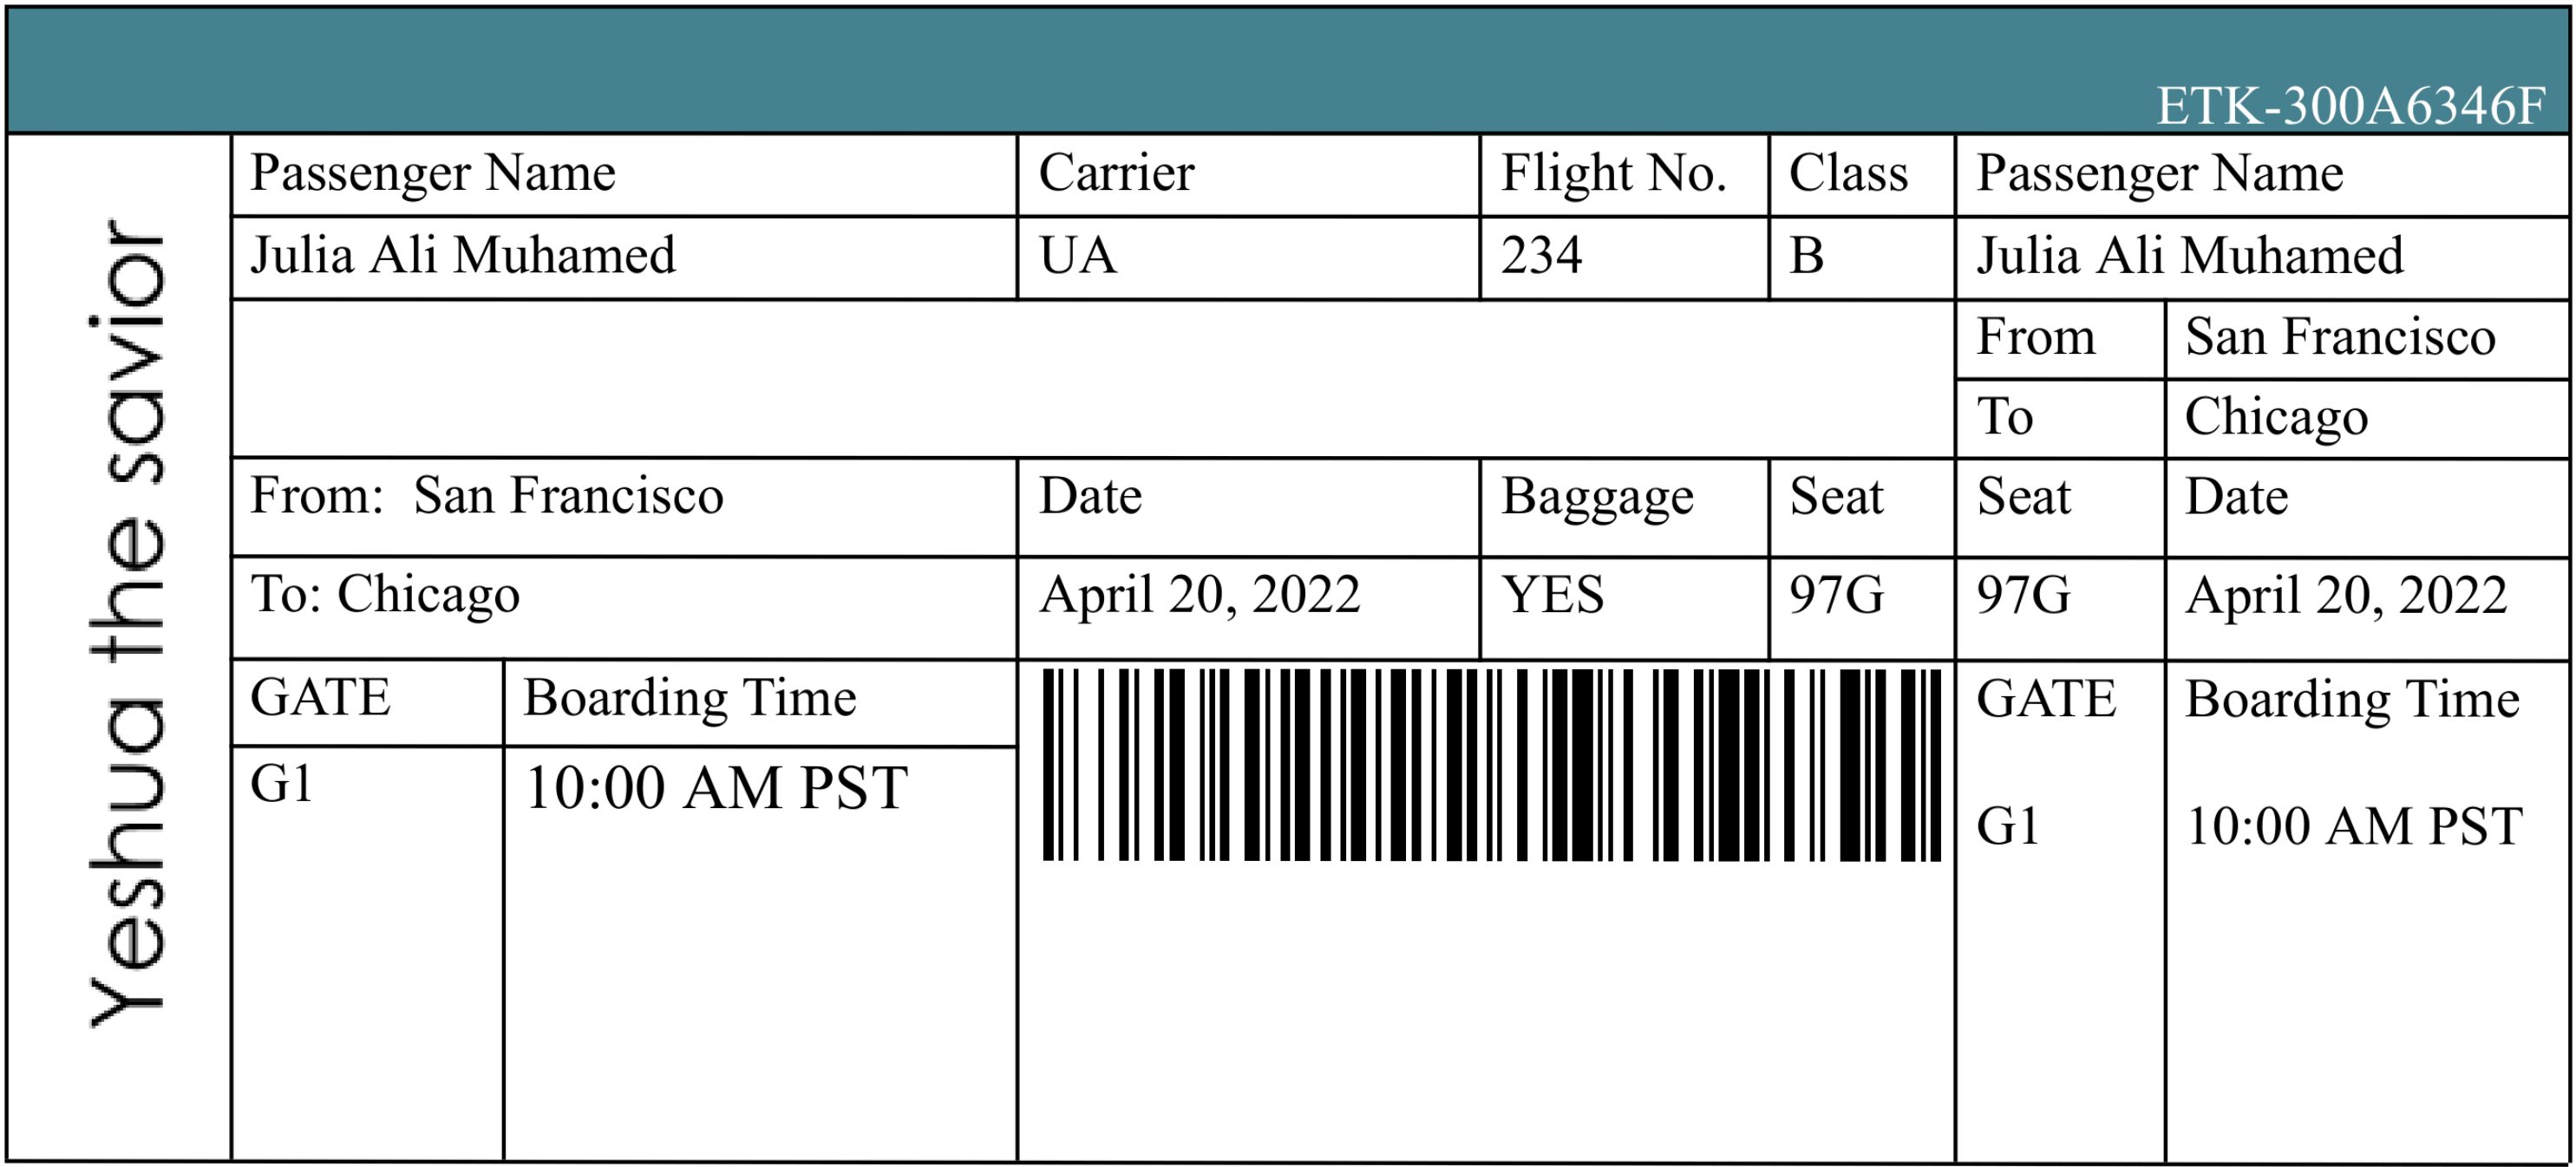 ETK-300A6346F
Yeshua the savior
Passenger Name Carrier Flight No. Class Passenger Name
Julia Ali Muhamed UA 234 B Julia Ali Muhamed
From San Francisco
To Chicago
From: San Francisco Date Baggage Seat Seat Date
To: Chicago April 20, 2022 YES 97G 97G April 20, 2022
GATE Boarding Time GATE Boarding Time
G1 10:00 AM PST G1 10:00 AM PST